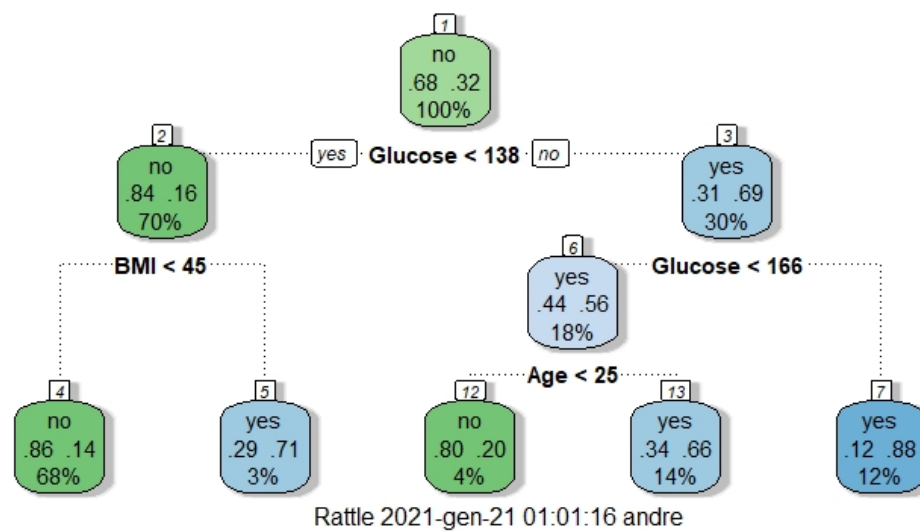 1
no
.68 .32
100%
2
no
.84 .16
70%
yes Glucose < 138 no
3
yes
.31 .69
30%
BMI < 45
6
yes
.44 .56
18%
Glucose < 166
4
no
.86 .14
68%
5
yes
.29 .71
3%
Age < 25
12
no
.80 .20
4%
13
yes
.34 .66
14%
7
yes
.12 .88
12%
Rattle 2021-gen-21 01:01:16 andre